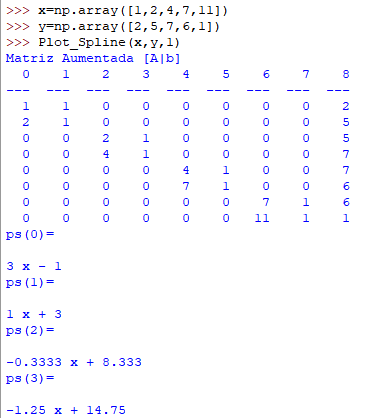 >>> x=np.array([1,2,4,7,11])
>>> y=np.array([2,5,7,6,1])
>>> Plot_Spline(x,y,1)
Matriz Aumentada [A|b]
0 1 2 3 4 5 6 7 8
--- --- --- --- --- --- --- --- ---
1 1 0 0 0 0 0 0 2
2 1 0 0 0 0 0 0 5
0 0 2 1 0 0 0 0 5
0 0 4 1 0 0 0 0 7
0 0 0 0 4 1 0 0 7
0 0 0 0 7 1 0 0 6
0 0 0 0 0 0 7 1 6
0 0 0 0 0 0 11 1 1
ps(0)=
3 x - 1
ps(1)=
1 x + 3
ps(2)=
-0.3333 x + 8.333
ps(3)=
-1.25 x + 14.75